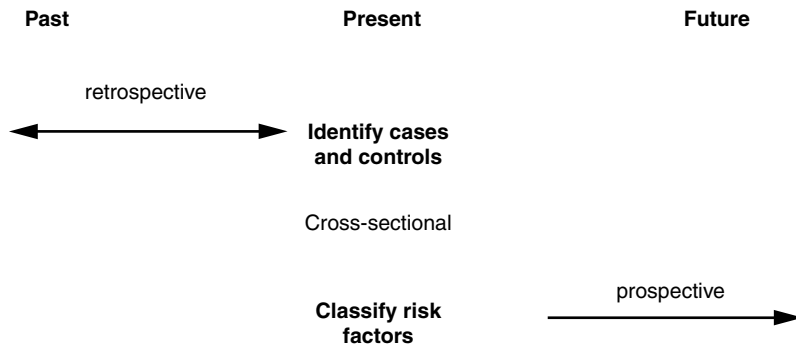 Past Present Future
retrospective
Identify cases
and controls
Cross-sectional
prospective
Classify risk
factors